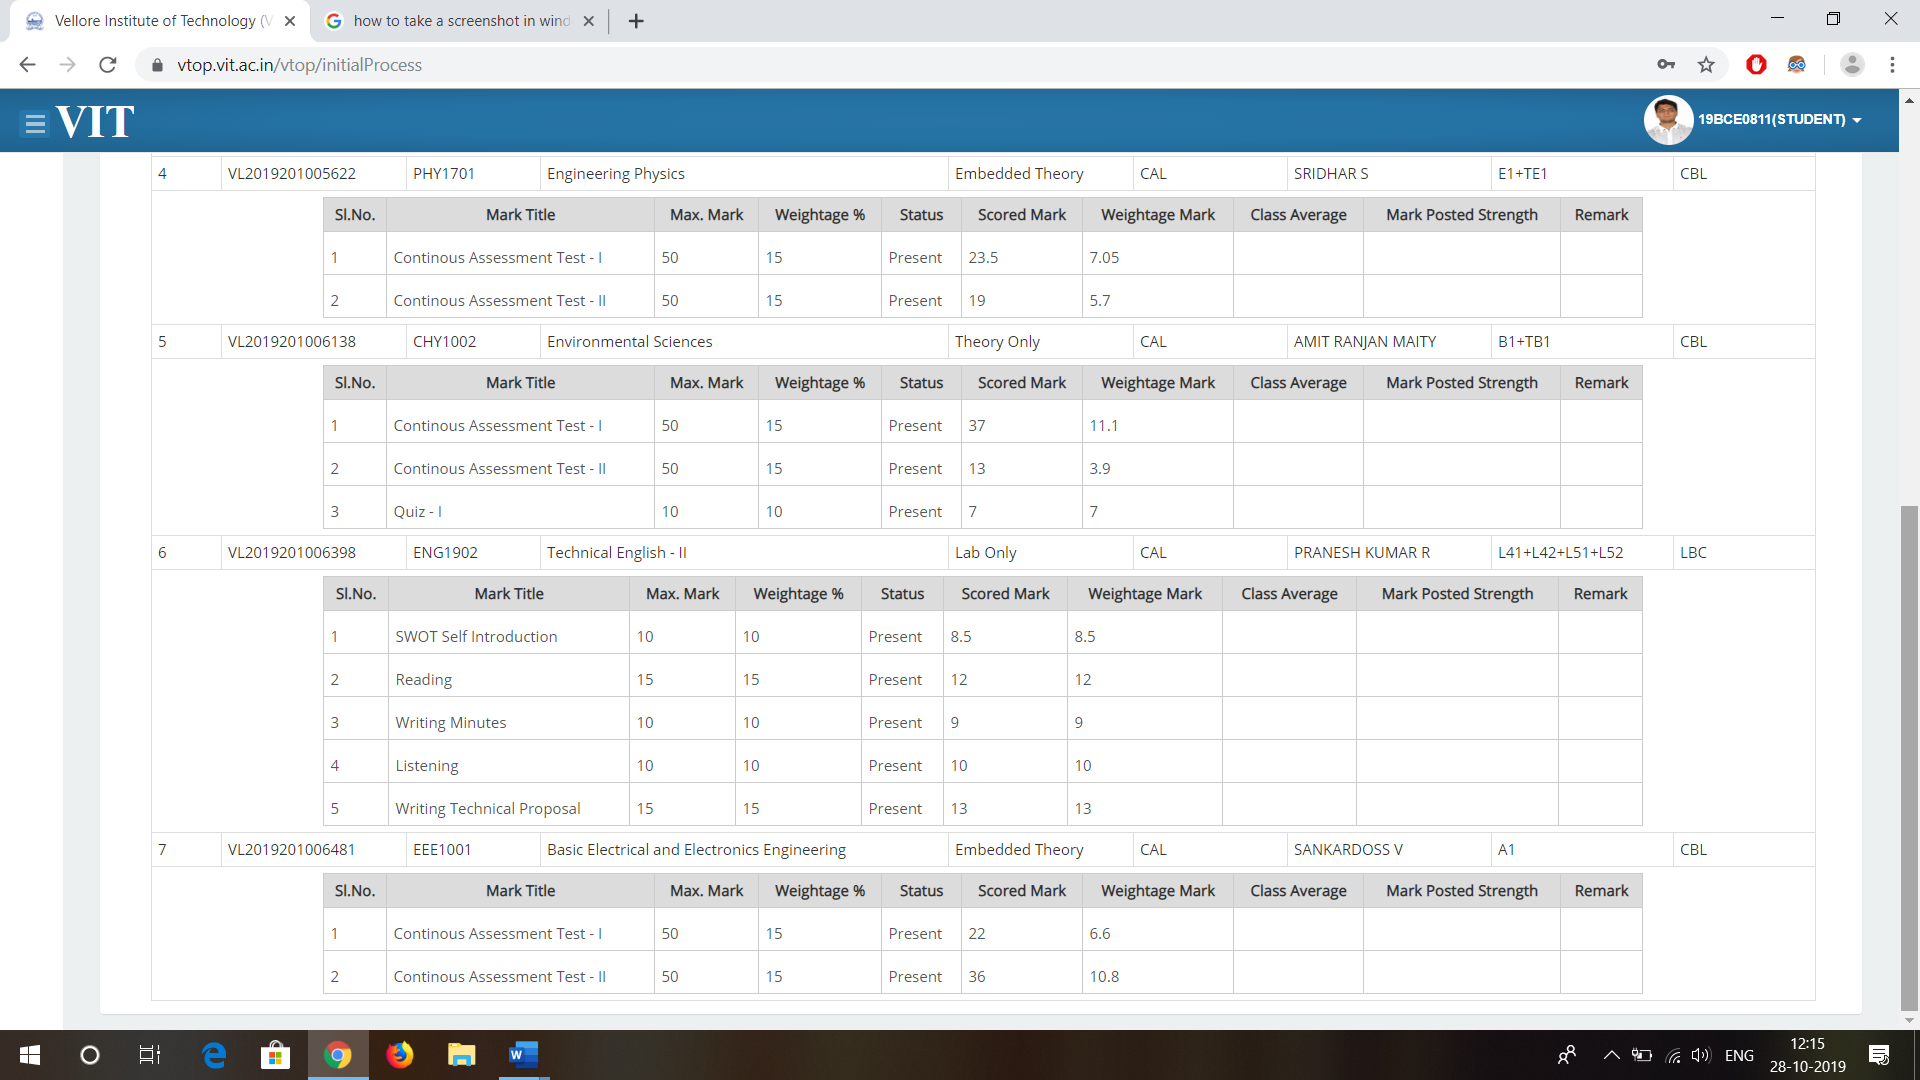 Vellore Institute of Technology (V
how to take a screenshot in wind
vtop.vit.ac.in/vtop/initialProcess
VIT
19BCE0811(STUDENT)
4 VL2019201005622 PHY1701 Engineering Physics Embedded Theory CAL SRIDHAR S E1+TE1 CBL
Sl.No. Mark Title Max. Mark Weightage % Status Scored Mark Weightage Mark Class Average Mark Posted Strength Remark
1 Continous Assessment Test - I 50 15 Present 23.5 7.05
2 Continous Assessment Test - II 50 15 Present 19 5.7
5 VL2019201006138 CHY1002 Environmental Sciences Theory Only CAL AMIT RANJAN MAITY B1+TB1 CBL
Sl.No. Mark Title Max. Mark Weightage % Status Scored Mark Weightage Mark Class Average Mark Posted Strength Remark
1 Continous Assessment Test - I 50 15 Present 37 11.1
2 Continous Assessment Test - II 50 15 Present 13 3.9
3 Quiz - I 10 10 Present 7 7
6 VL2019201006398 ENG1902 Technical English - II Lab Only CAL PRANESH KUMAR R L41+L42+L51+L52 LBC
Sl.No. Mark Title Max. Mark Weightage % Status Scored Mark Weightage Mark Class Average Mark Posted Strength Remark
1 SWOT Self Introduction 10 10 Present 8.5 8.5
2 Reading 15 15 Present 12 12
3 Writing Minutes 10 10 Present 9 9
4 Listening 10 10 Present 10 10
5 Writing Technical Proposal 15 15 Present 13 13
7 VL2019201006481 EEE1001 Basic Electrical and Electronics Engineering Embedded Theory CAL SANKARDOSS V A1 CBL
Sl.No. Mark Title Max. Mark Weightage % Status Scored Mark Weightage Mark Class Average Mark Posted Strength Remark
1 Continous Assessment Test - I 50 15 Present 22 6.6
2 Continous Assessment Test - II 50 15 Present 36 10.8
ENG
12:15
28-10-2019